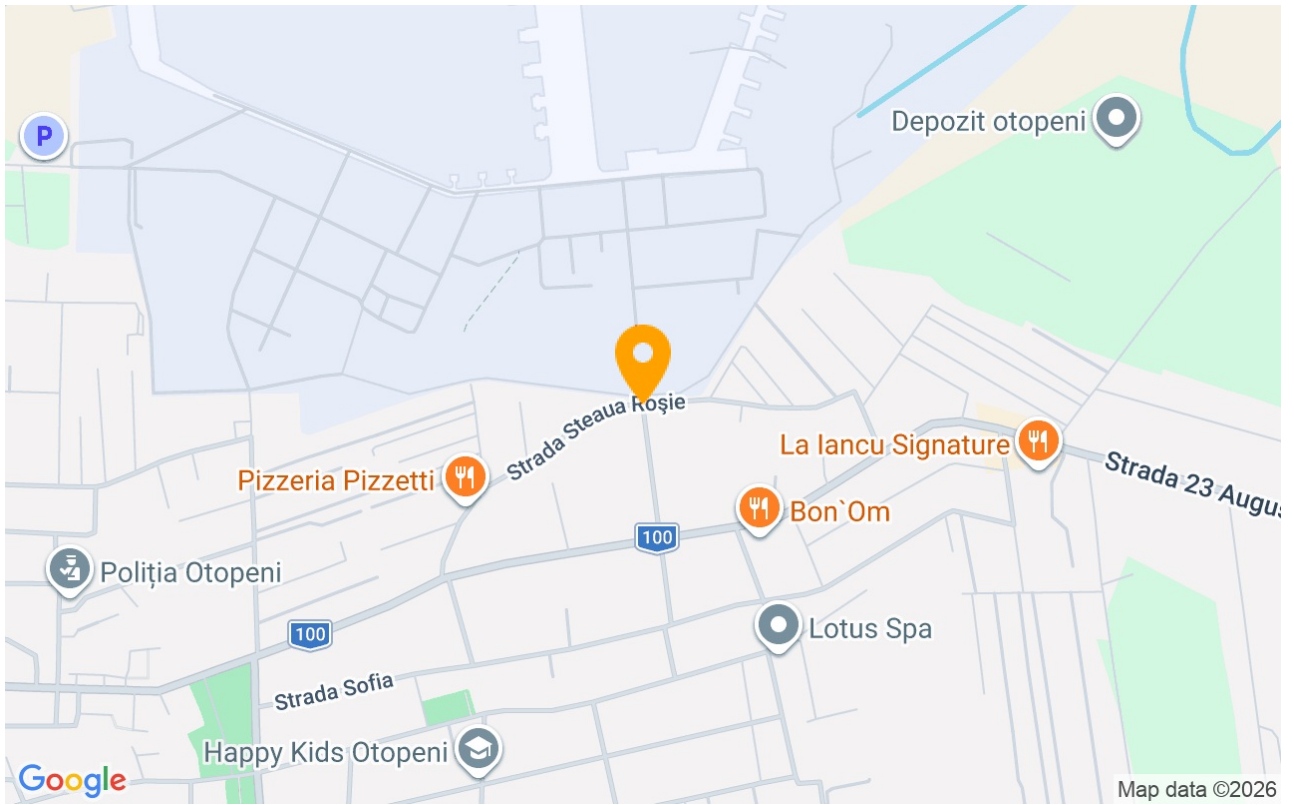 P
Depozit otopeni
Strada Steaua Roşie
La Iancu Signature
Pizzeria Pizzetti
Strada 23 Augus
Bon`Om
100
Poliția Otopeni
100
Lotus Spa
Strada Sofia
Happy Kids Otopeni
Google
Map data ©2026